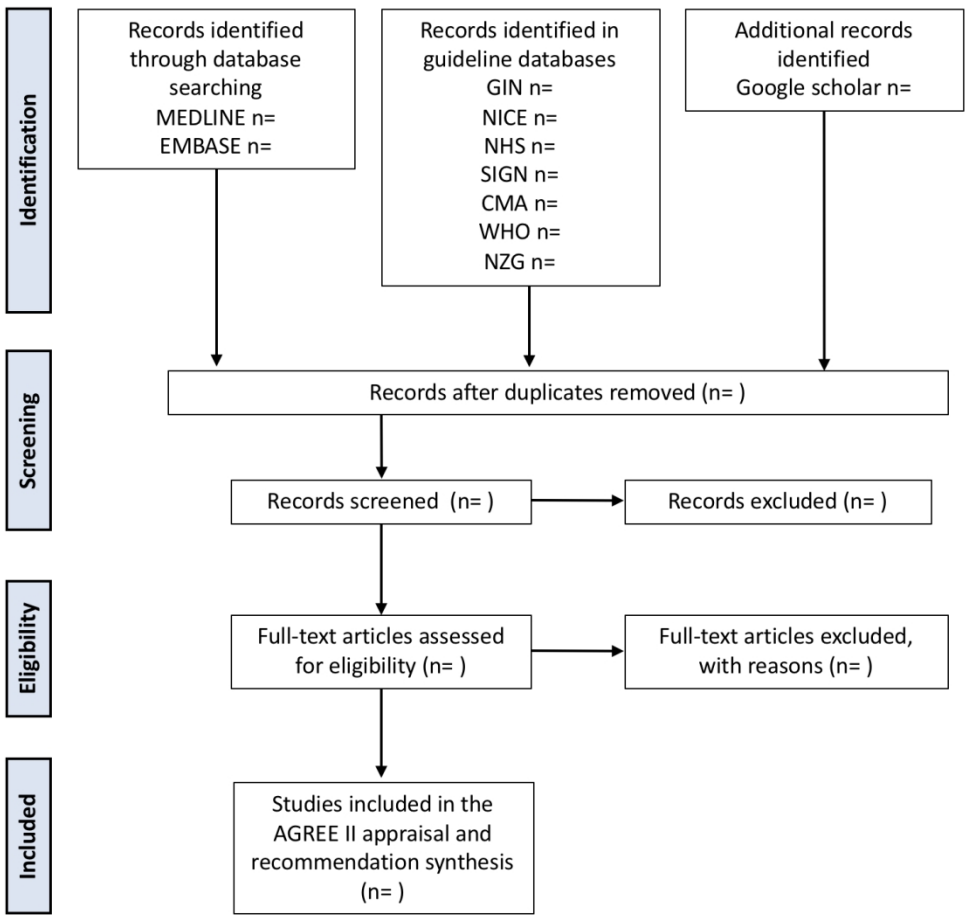 Identification
Records identified
through database
searching
MEDLINE n=
EMBASE n=
Records identified in
guideline databases
GIN n=
NICE n=
NHS n=
SIGN n=
CMA n=
WHO n=
NZG n=
Additional records
identified
Google scholar n=
Screening
Records after duplicates removed (n= )
Records screened (n= )
Records excluded (n= )
Eligibility
Full-text articles assessed
for eligibility (n= )
Full-text articles excluded,
with reasons (n= )
Included
Studies included in the
AGREE II appraisal and
recommendation synthesis
(n= )